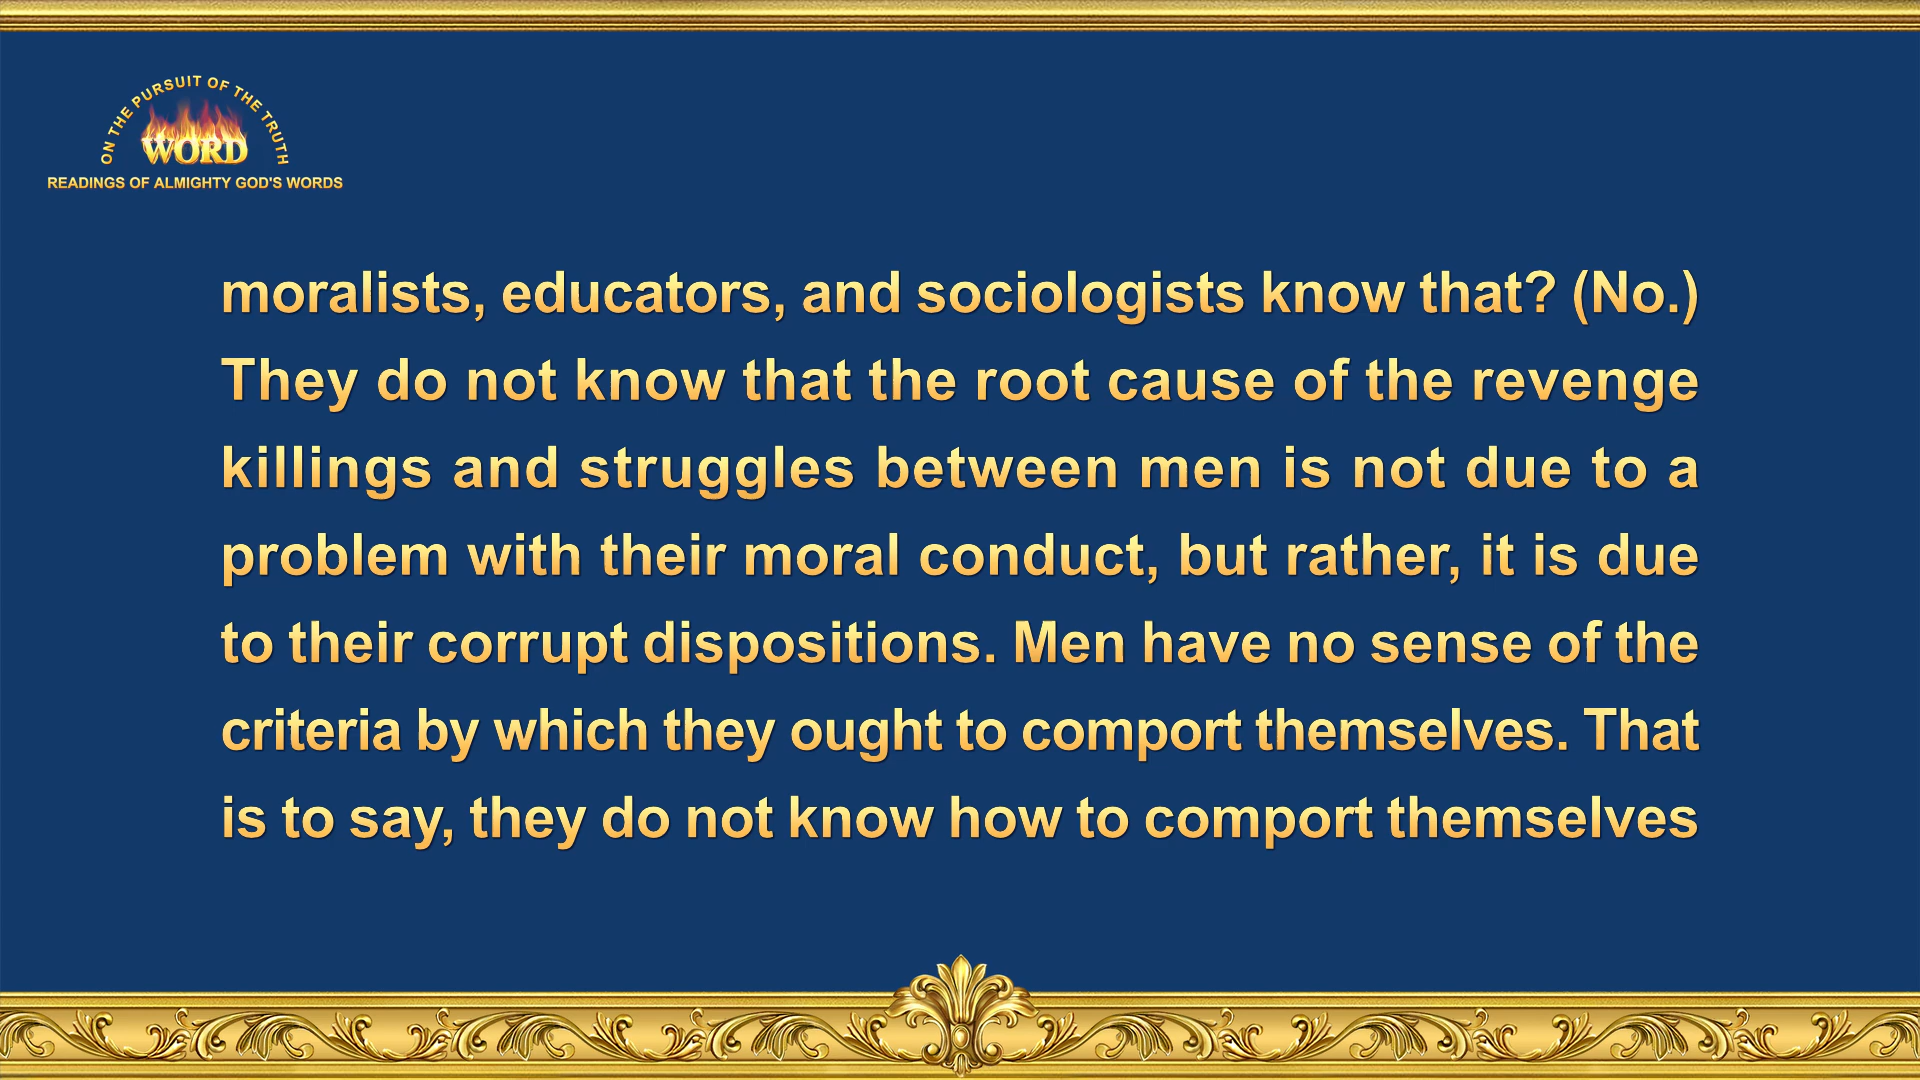 ON THE PURSUIT OF THE TRUTH
WORD
READINGS OF ALMIGHTY GOD'S WORDS
moralists, educators, and sociologists know that? (No.)
They do not know that the root cause of the revenge
killings and struggles between men is not due to a
problem with their moral conduct, but rather, it is due
to their corrupt dispositions. Men have no sense of the
criteria by which they ought to comport themselves. That
is to say, they do not know how to comport themselves